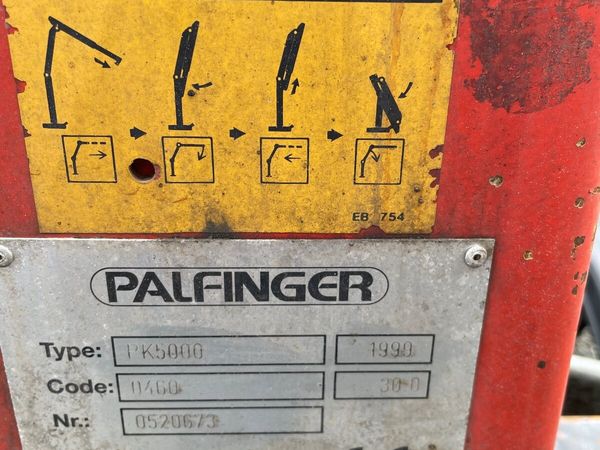 EB 754
PALFINGER
Type: PK5000 1990
Code: 0460 30 0
Nr.: 0520673